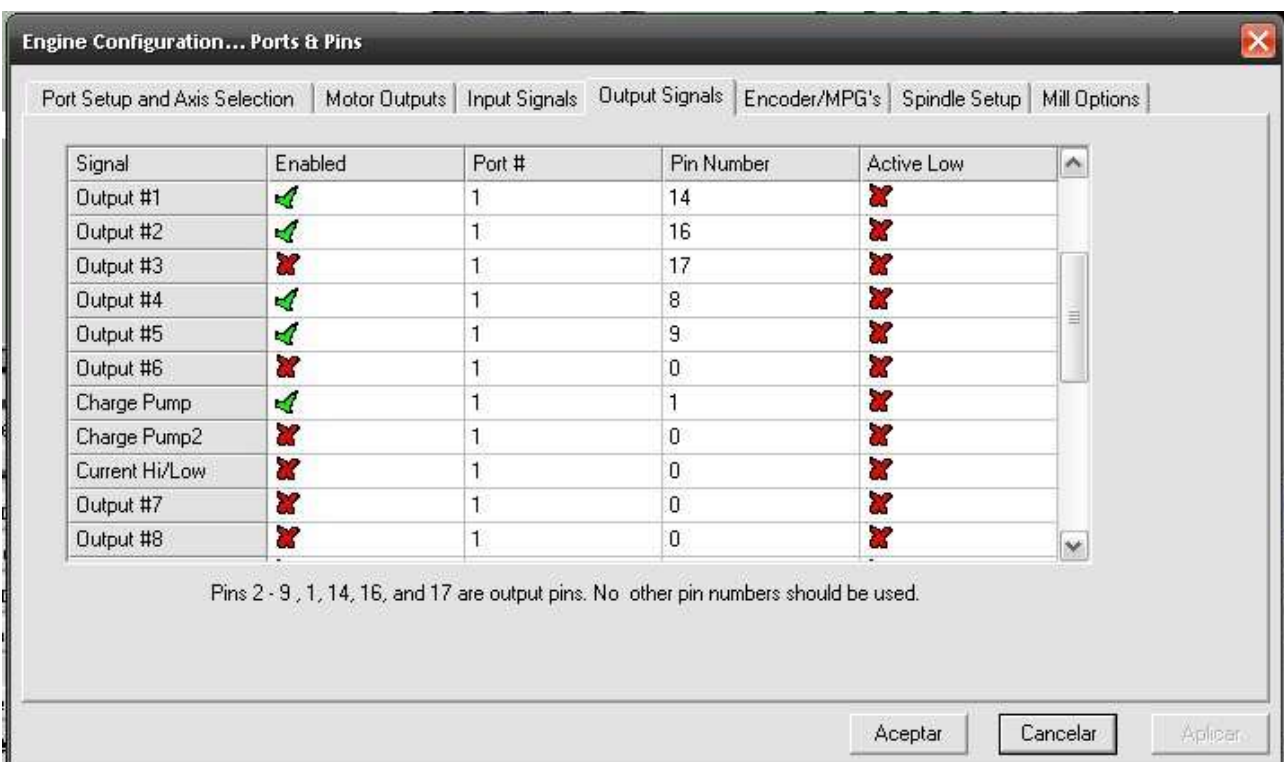 Engine Configuration... Ports & Pins
Port Setup and Axis Selection Motor Outputs Input Signals Output Signals Encoder/MPG's Spindle Setup Mill Options
Signal Enabled Port # Pin Number Active Low
Output #1 1 14
Output #2 1 16
Output #3 1 17
Output #4 1 8
Output #5 1 9
Output #6 1 0
Charge Pump 1 1
Charge Pump2 1 0
Current Hi/Low 1 0
Output #7 1 0
Output #8 1 0
Pins 2 - 9 , 1, 14, 16, and 17 are output pins. No other pin numbers should be used.
Aceptar Cancelar Aplicar